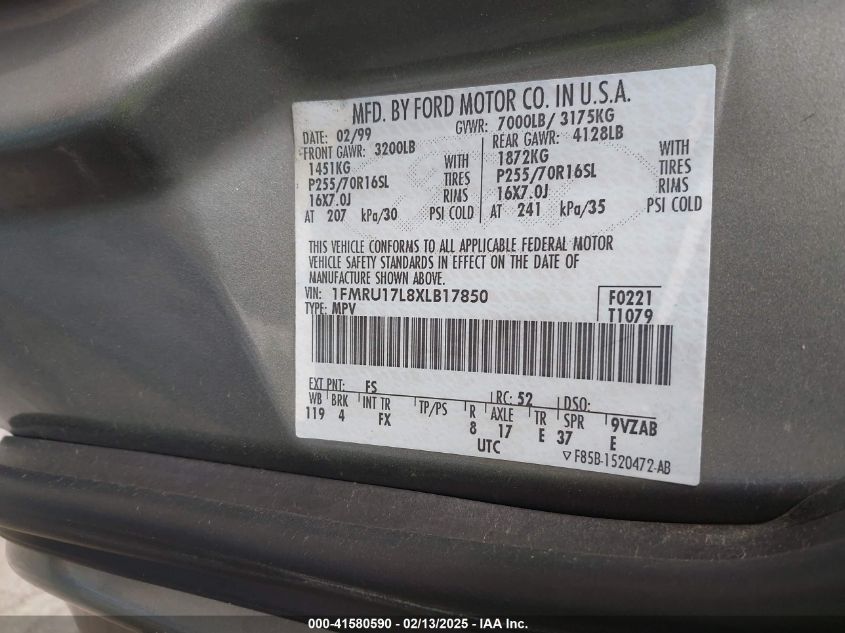 MFD. BY FORD MOTOR CO. IN U.S.A.
DATE: 02/99 GVWR: 7000LB/ 3175KG
FRONT GAWR: 3200LB REAR GAWR: 4128LB
1451KG WITH 1872KG WITH
P255/70R16SL TIRES P255/70R16SL TIRES
16X7.0J RIMS 16X7.0J RIMS
AT 207 kPa/30 PSI COLD AT 241 kPa/35 PSI COLD
THIS VEHICLE CONFORMS TO ALL APPLICABLE FEDERAL MOTOR
VEHICLE SAFETY STANDARDS IN EFFECT ON THE DATE OF
MANUFACTURE SHOWN ABOVE.
VIN: 1FMRU17L8XLB17850 F0221
TYPE: MPV T1079
EXT PNT: FS RC: 52 DSO:
WB BRK INT TR TP/PS R AXLE TR SPR 9VZAB
119 4 FX 8 17 E 37 E
UTC
▽ F85B-1520472-AB
000-41580590 - 02/13/2025 - IAAI Inc.